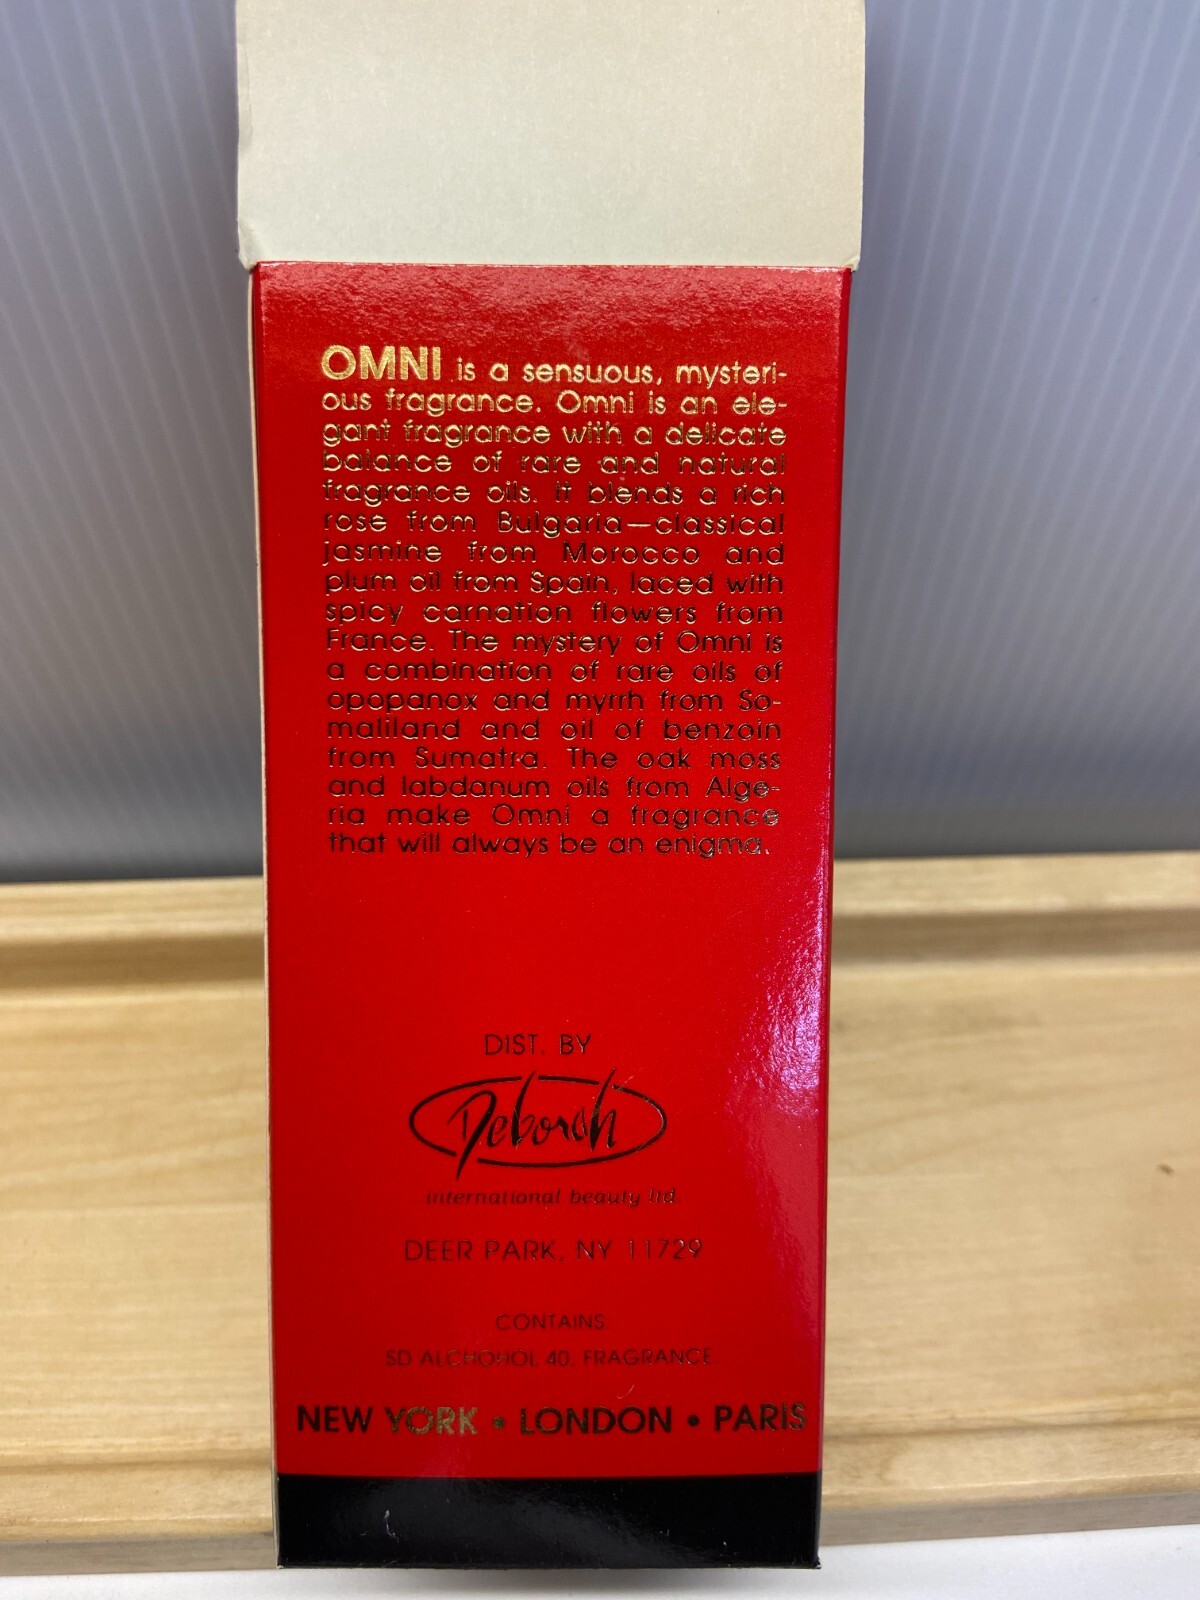 OMNI is a sensuous, mysteri-
ous fragrance. Omni is an ele-
gant fragrance with a delicate
balance of rare and natural
fragrance oils. It blends a rich
rose from Bulgaria—classical
jasmine from Morocco and
plum oil from Spain, laced with
spicy carnation flowers from
France. The mystery of Omni is
a combination of rare oils of
opopanox and myrrh from So-
maliland and oil of benzoin
from Sumatra. The oak moss
and labdanum oils from Alge-
ria make Omni a fragrance
that will always be an enigma.
DIST. BY
Deborah
international beauty ltd.
DEER PARK, NY 11729
CONTAINS:
SD ALCHOHOL 40, FRAGRANCE
NEW YORK • LONDON • PARIS